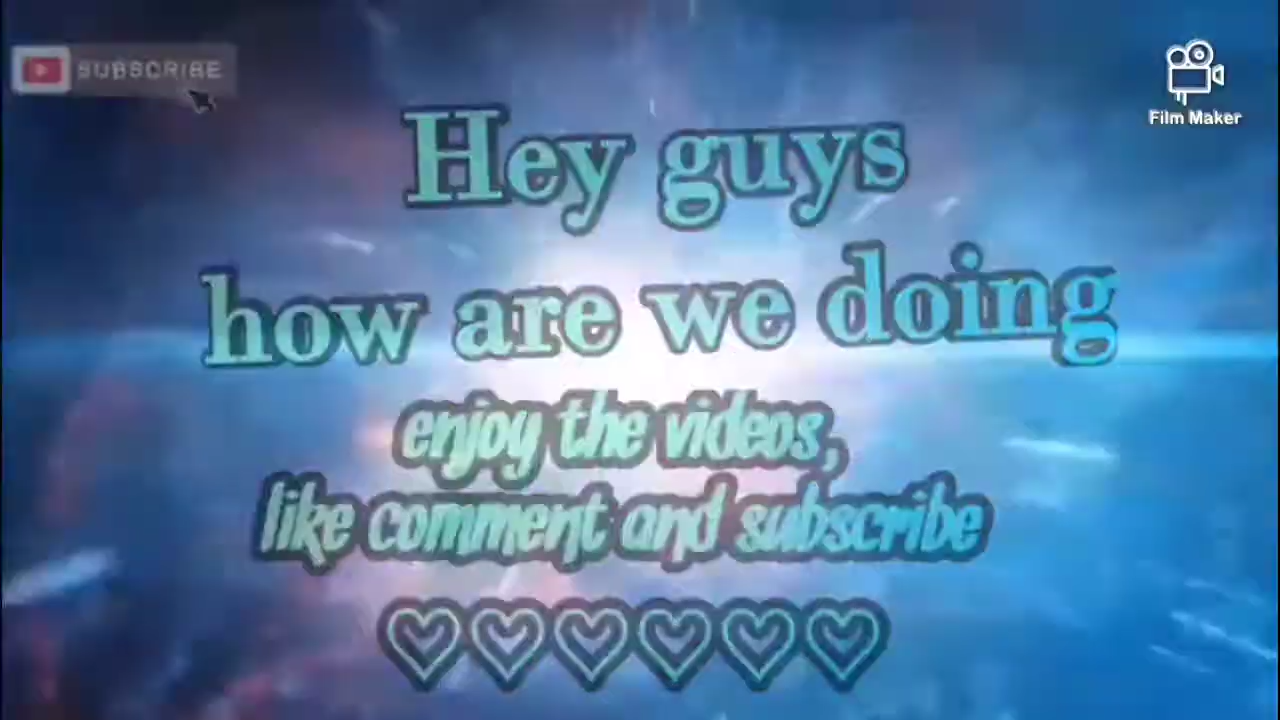 SUBSCRIBE
Film Maker
Hey guys
how are we doing
enjoy the videos,
like comment and subscribe
♡♡♡♡♡♡